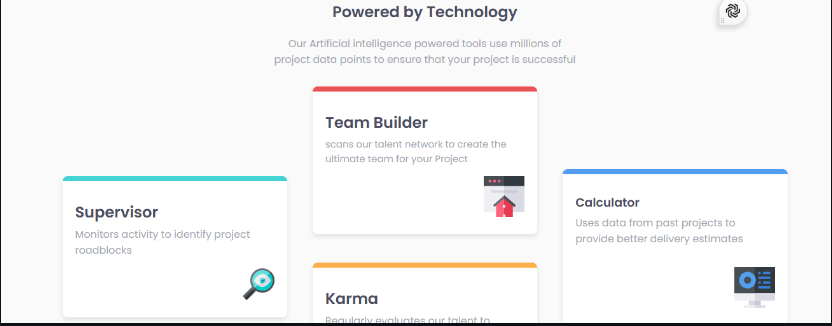 Powered by Technology
Our Artificial intelligence powered tools use millions of
project data points to ensure that your project is successful
Team Builder
scans our talent network to create the
ultimate team for your Project
Supervisor
Monitors activity to identify project
roadblocks
Calculator
Uses data from past projects to
provide better delivery estimates
Karma
Regularly evaluates our talent to